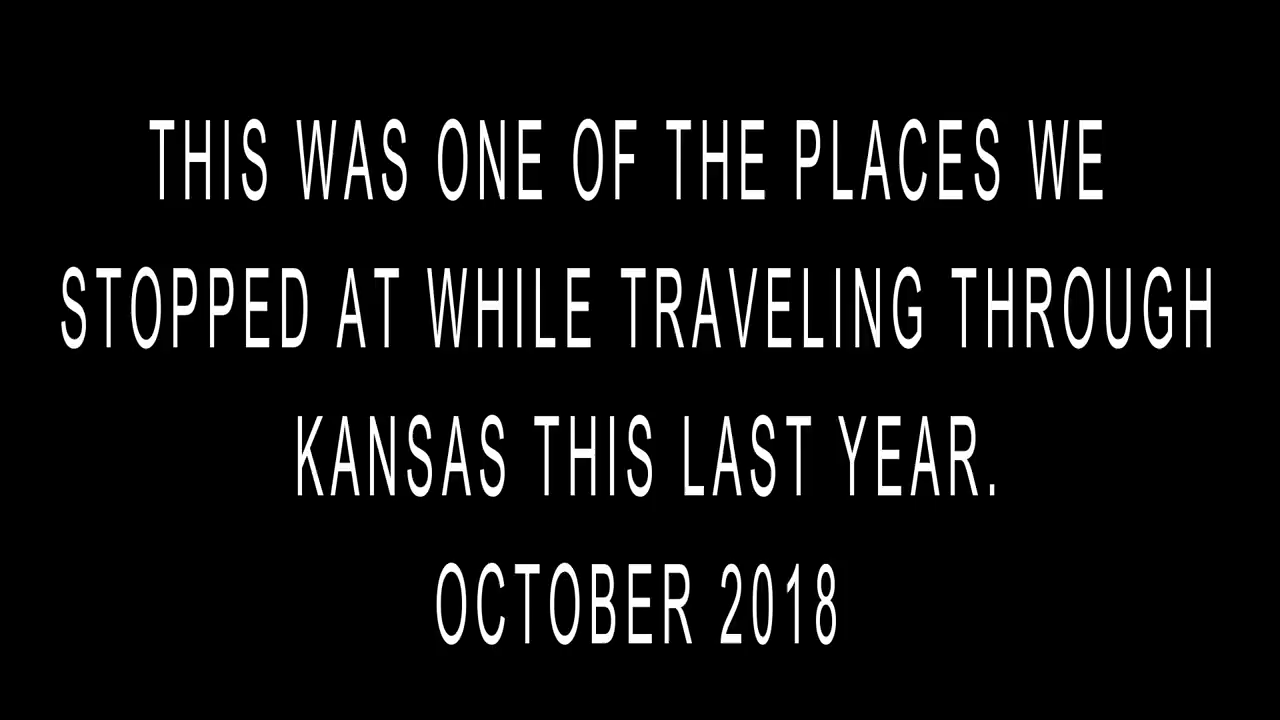 THIS WAS ONE OF THE PLACES WE
STOPPED AT WHILE TRAVELING THROUGH
KANSAS THIS LAST YEAR.
OCTOBER 2018